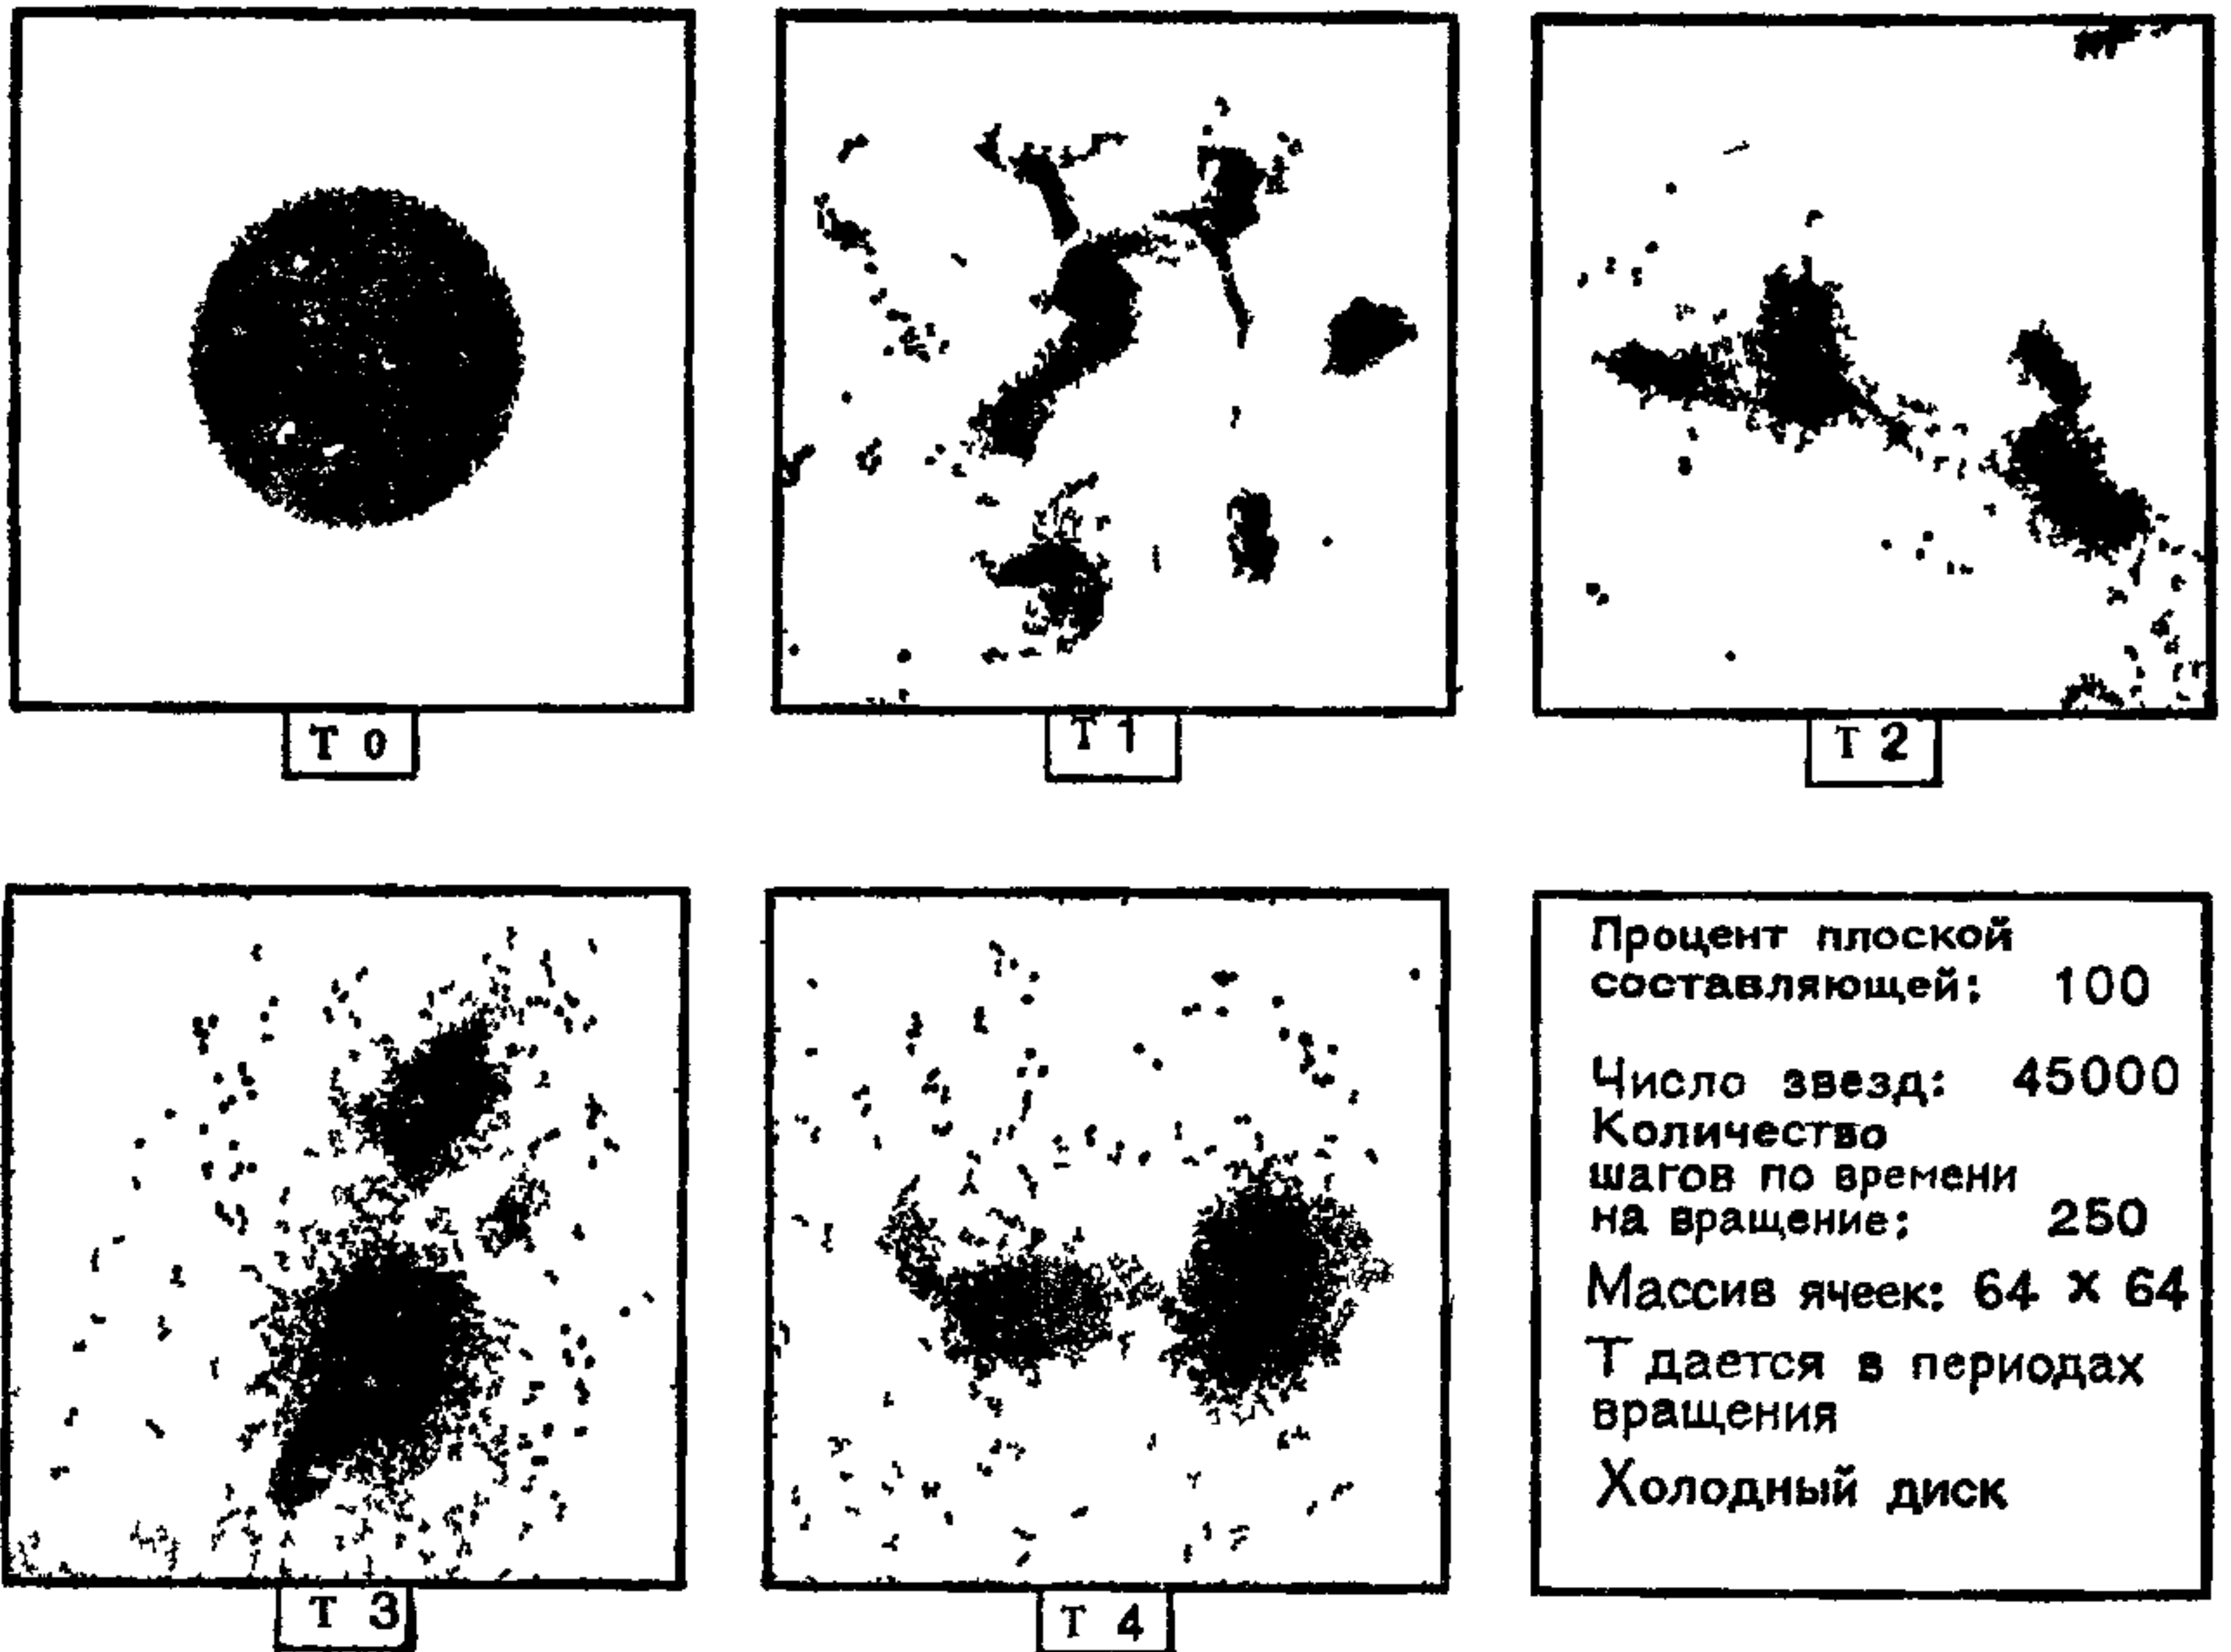 T 0
T 1
T 2
T 3
T 4
Процент плоской
составляющей: 100
Число звезд: 45000
Количество
шагов по времени
на вращение: 250
Массив ячеек: 64 × 64
T дается в периодах
вращения
Холодный диск